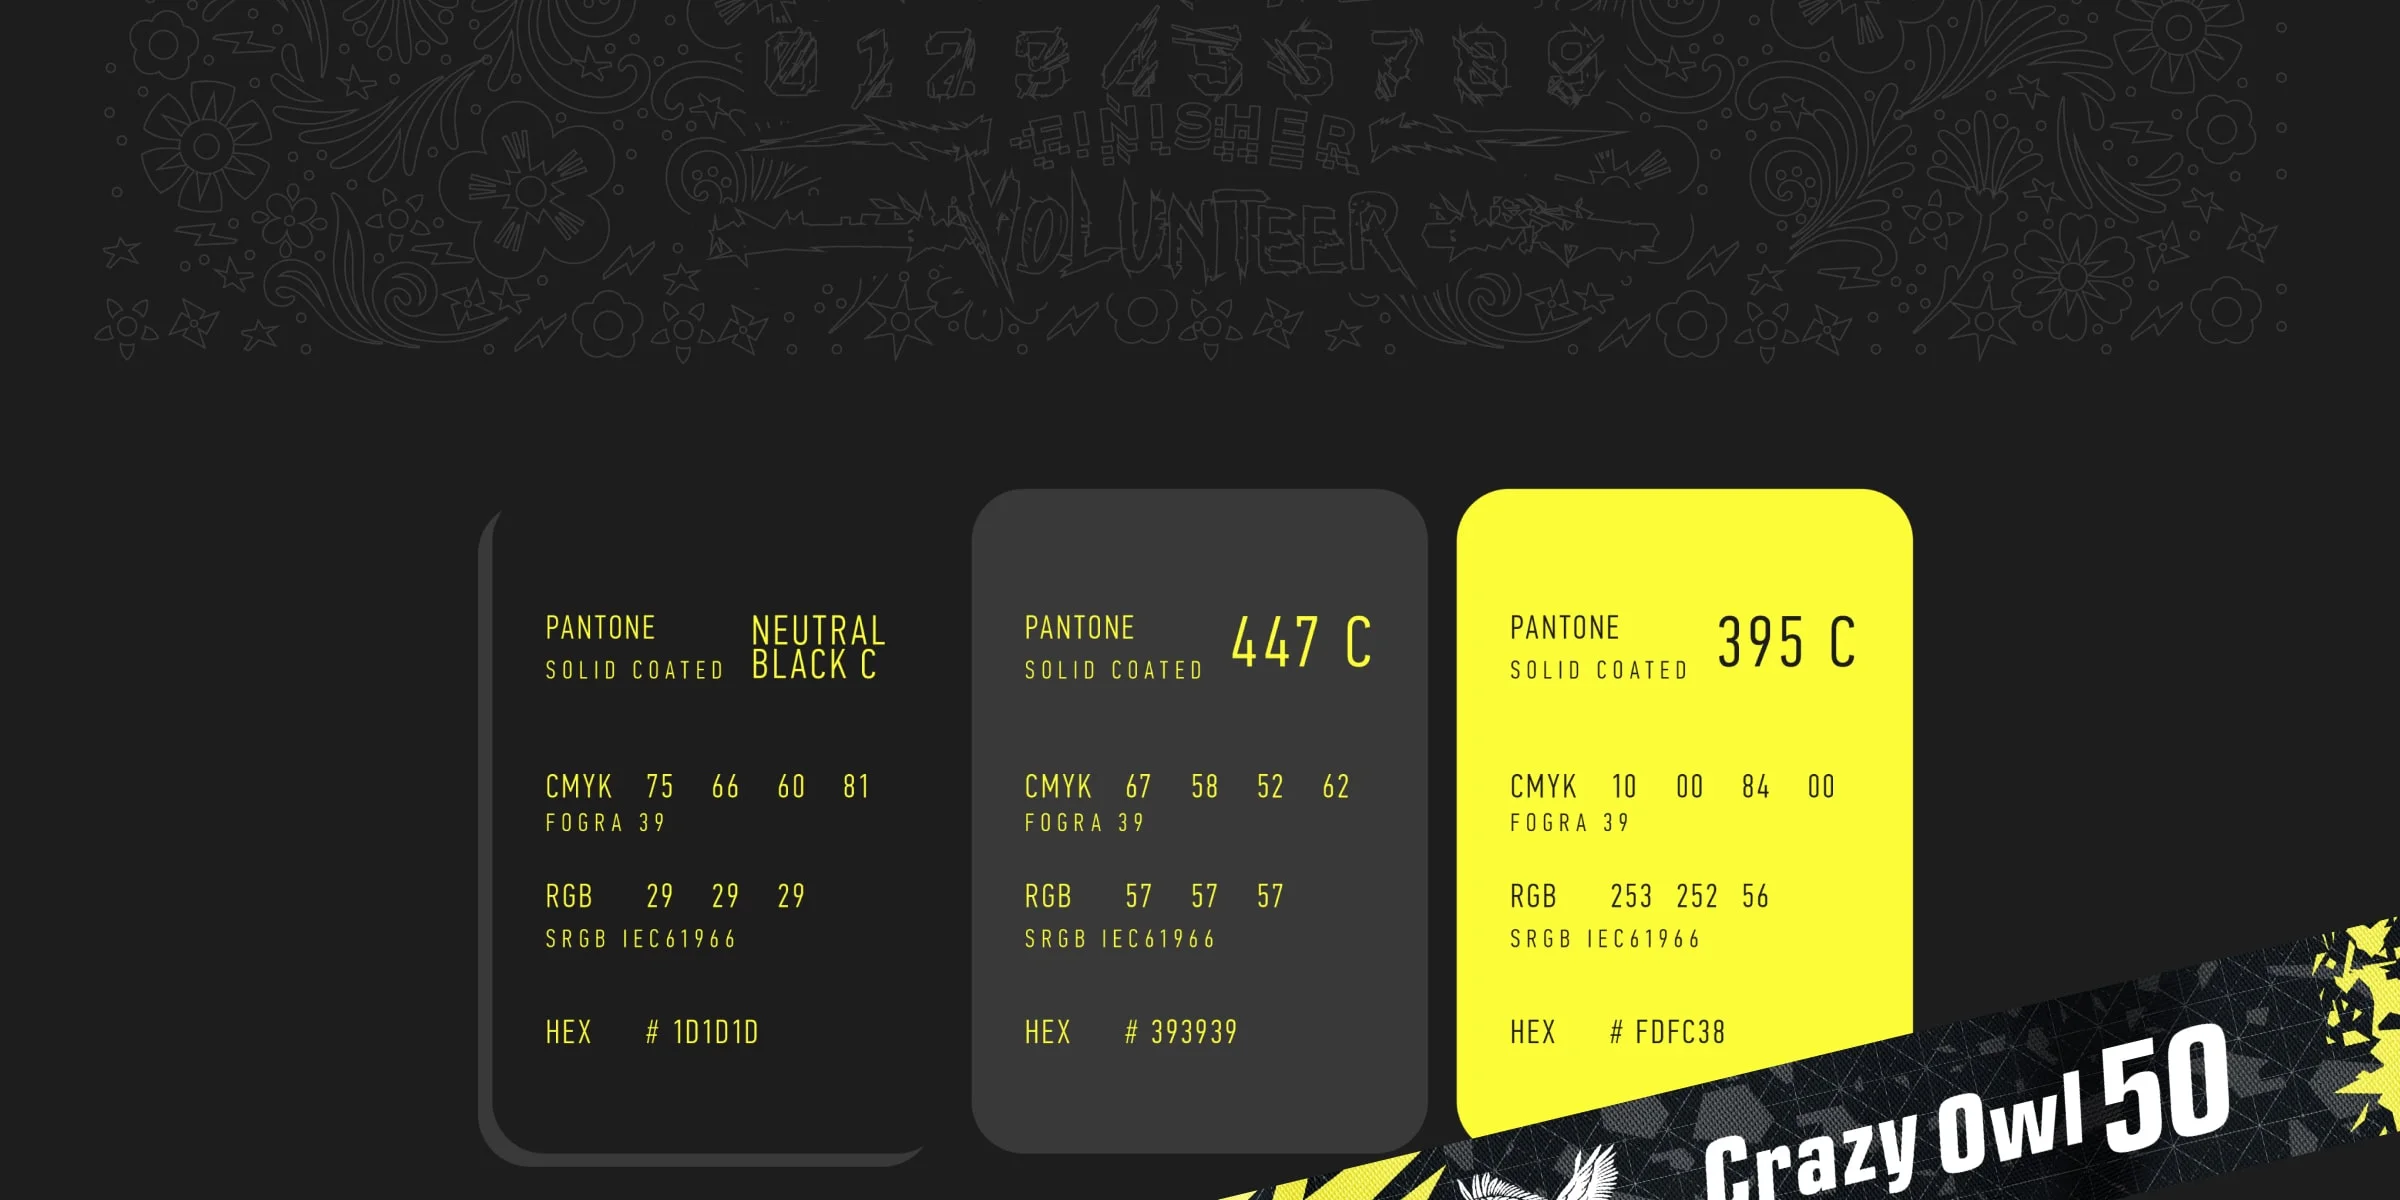 0 1 2 3 4 5 6 7 8 9
FINISHER
VOLUNTEER
PANTONE
SOLID COATED
NEUTRAL
BLACK C
CMYK 75 66 60 81
FOGRA 39
RGB 29 29 29
SRGB IEC61966
HEX # 1D1D1D
PANTONE
SOLID COATED
447 C
CMYK 67 58 52 62
FOGRA 39
RGB 57 57 57
SRGB IEC61966
HEX # 393939
PANTONE
SOLID COATED
395 C
CMYK 10 00 84 00
FOGRA 39
RGB 253 252 56
SRGB IEC61966
HEX # FDFC38
Crazy Owl 50